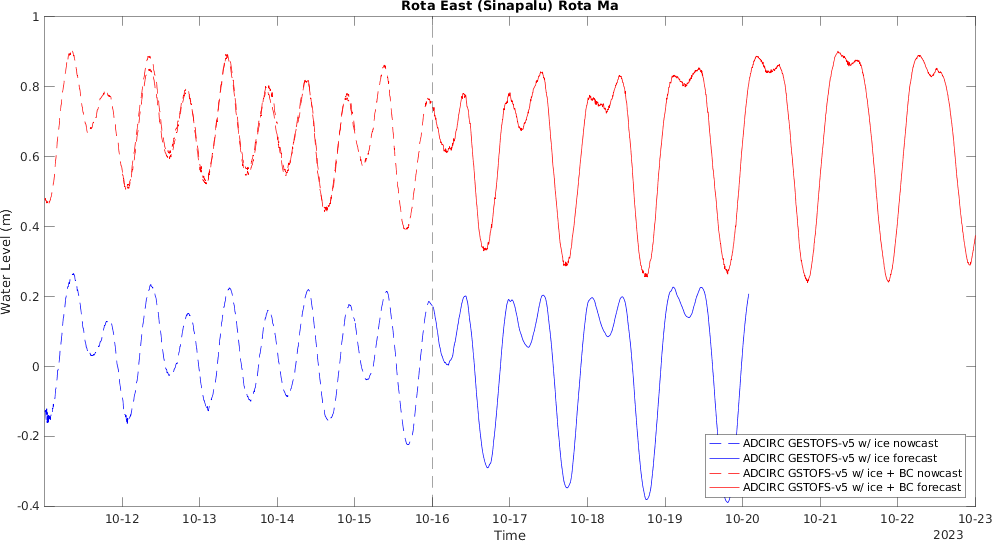 Rota East (Sinapalu) Rota Ma
1
0.8
0.6
0.4
0.2
0
-0.2
-0.4
Water Level (m)
ADCIRC GESTOFS-v5 w/ ice nowcast
ADCIRC GESTOFS-v5 w/ ice forecast
ADCIRC GSTOFS-v5 w/ ice + BC nowcast
ADCIRC GSTOFS-v5 w/ ice + BC forecast
10-12 10-13 10-14 10-15 10-16 10-17 10-18 10-19 10-20 10-21 10-22 10-23
Time
2023